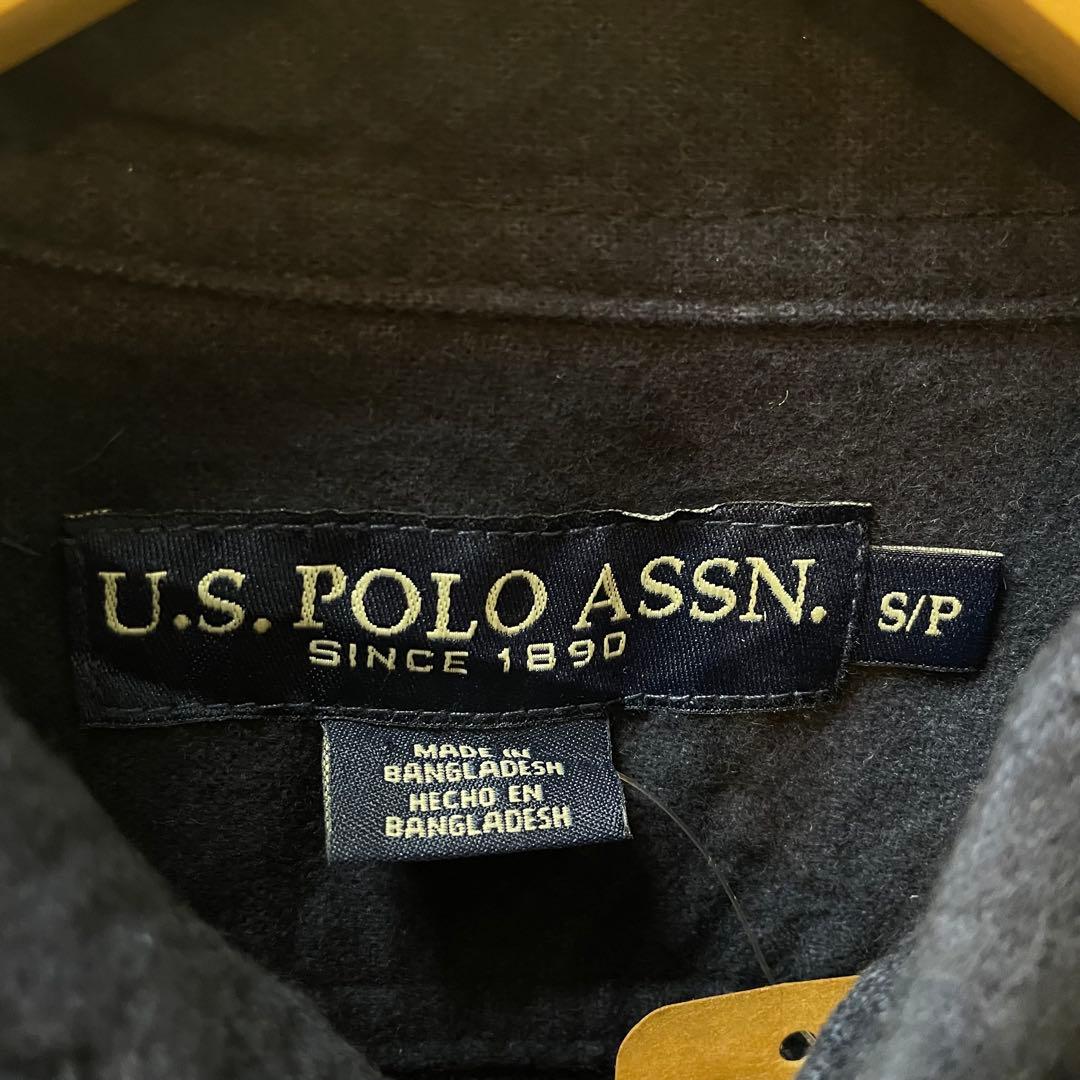 U.S. POLO ASSN.
SINCE 1890
S/P
MADE IN
BANGLADESH
HECHO EN
BANGLADESH